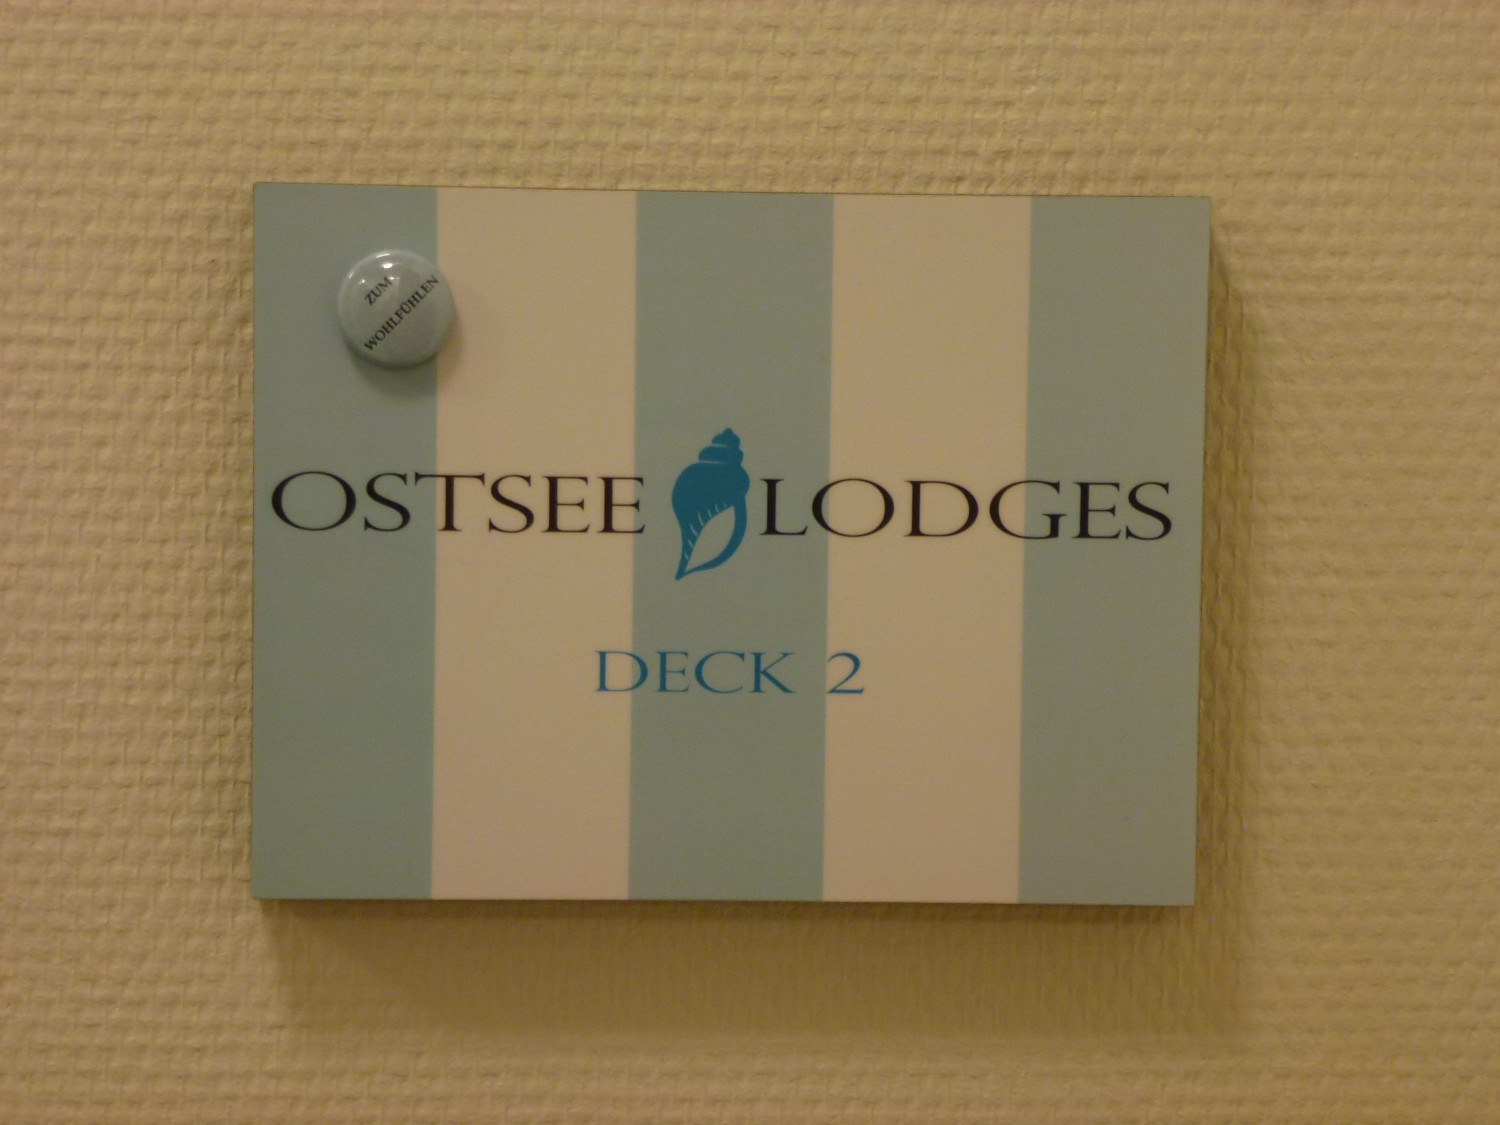 ZUM
WOHLFÜHLEN
OSTSEE LODGES
DECK 2